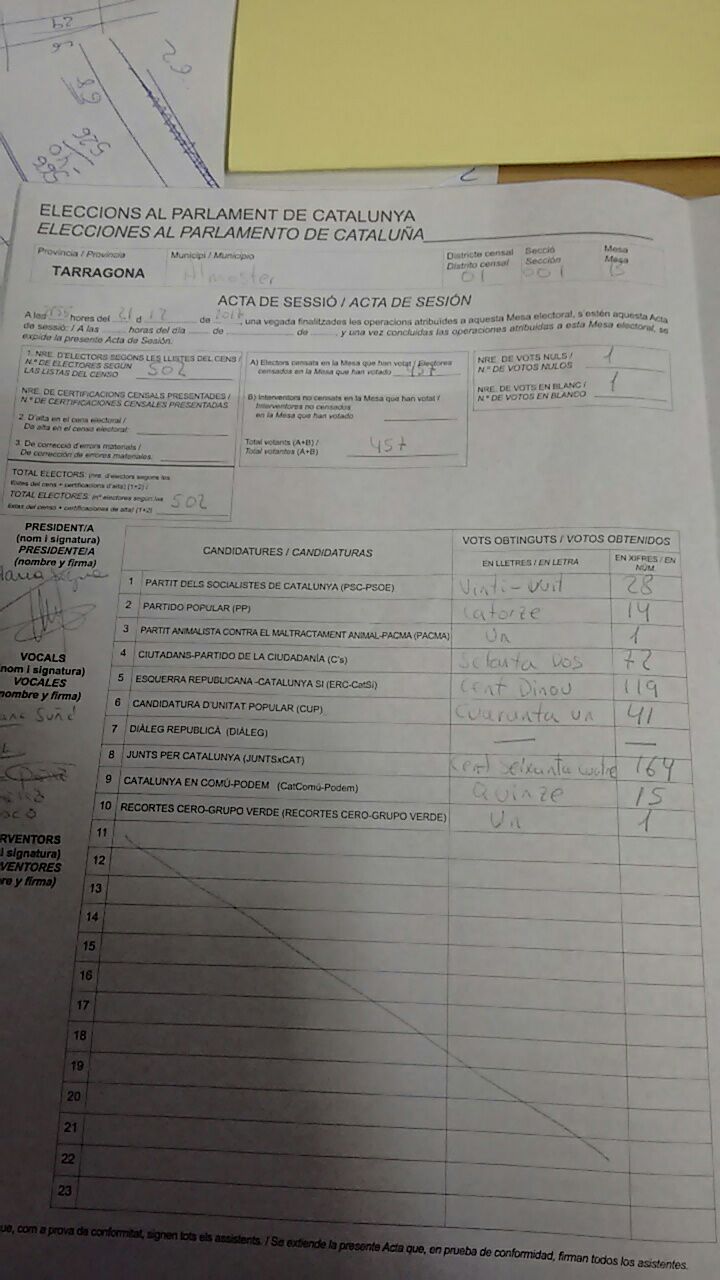 29
56
83
62
526
40
566
ELECCIONS AL PARLAMENT DE CATALUNYA
ELECCIONES AL PARLAMENTO DE CATALUÑA
Provincia / Provincia
TARRAGONA
Municipi / Municipio
Almoster
Districte censal
Distrito censal
01
Secció
Sección
001
Mesa
Mesa
B
ACTA DE SESSIÓ / ACTA DE SESIÓN
A les hores del 21 d 12 de 2017, una vegada finalitzades les operacions atribuïdes a aquesta Mesa electoral, s'estén aquesta Acta
de sessió: / A las horas del día de de y una vez concluidas las operaciones atribuidas a esta Mesa electoral, se
expide la presente Acta de Sesión.
1. NRE. D'ELECTORS SEGONS LES LLISTES DEL CENS /
N.º DE ELECTORES SEGÚN
LAS LISTAS DEL CENSO 502
NRE. DE CERTIFICACIONS CENSALS PRESENTADES /
N.º DE CERTIFICACIONES CENSALES PRESENTADAS
2. D'alta en el cens electoral /
De alta en el censo electoral:
3. De correcció d'errors materials /
De corrección de errores materiales:
TOTAL ELECTORS: (nre. d'electors segons les
llistes del cens + certificacions d'alta) (1+2) /
TOTAL ELECTORES: (nº electores según las
listas del censo + certificaciones de alta) (1+2) 502
A) Electors censats en la Mesa que han votat / Electores
censados en la Mesa que han votado 457
B) Interventors no censats en la Mesa que han votat /
Interventores no censados
en la Mesa que han votado
Total votants (A+B) /
Total votantes (A+B) 457
NRE. DE VOTS NULS /
N.º DE VOTOS NULOS 1
NRE. DE VOTS EN BLANC /
N.º DE VOTOS EN BLANCO 1
PRESIDENT/A
(nom i signatura)
PRESIDENTE/A
(nombre y firma)
VOCALS
nom i signatura)
VOCALES
nombre y firma)
Suñé
RVENTORS
i signatura)
VENTORES
re y firma)
CANDIDATURES / CANDIDATURAS
VOTS OBTINGUTS / VOTOS OBTENIDOS
EN LLETRES / EN LETRA
EN XIFRES / EN NÚM.
1 PARTIT DELS SOCIALISTES DE CATALUNYA (PSC-PSOE) Vinti-vuit 28
2 PARTIDO POPULAR (PP) Catorze 14
3 PARTIT ANIMALISTA CONTRA EL MALTRACTAMENT ANIMAL-PACMA (PACMA) Un 1
4 CIUTADANS-PARTIDO DE LA CIUDADANÍA (C's) Setanta Dos 72
5 ESQUERRA REPUBLICANA -CATALUNYA SI (ERC-CatSí) Cent Dinou 119
6 CANDIDATURA D'UNITAT POPULAR (CUP) Cuaranta un 41
7 DIÀLEG REPUBLICÀ (DIÀLEG) — —
8 JUNTS PER CATALUNYA (JUNTSxCAT) Cent Seixanta 164
9 CATALUNYA EN COMÚ-PODEM (CatComú-Podem) Quinze 15
10 RECORTES CERO-GRUPO VERDE (RECORTES CERO-GRUPO VERDE) Un 1
11
12
13
14
15
16
17
18
19
20
21
22
23
ue, com a prova de conformitat, signen tots els assistents. / Se extiende la presente Acta que, en prueba de conformidad, firman todos los asistentes.